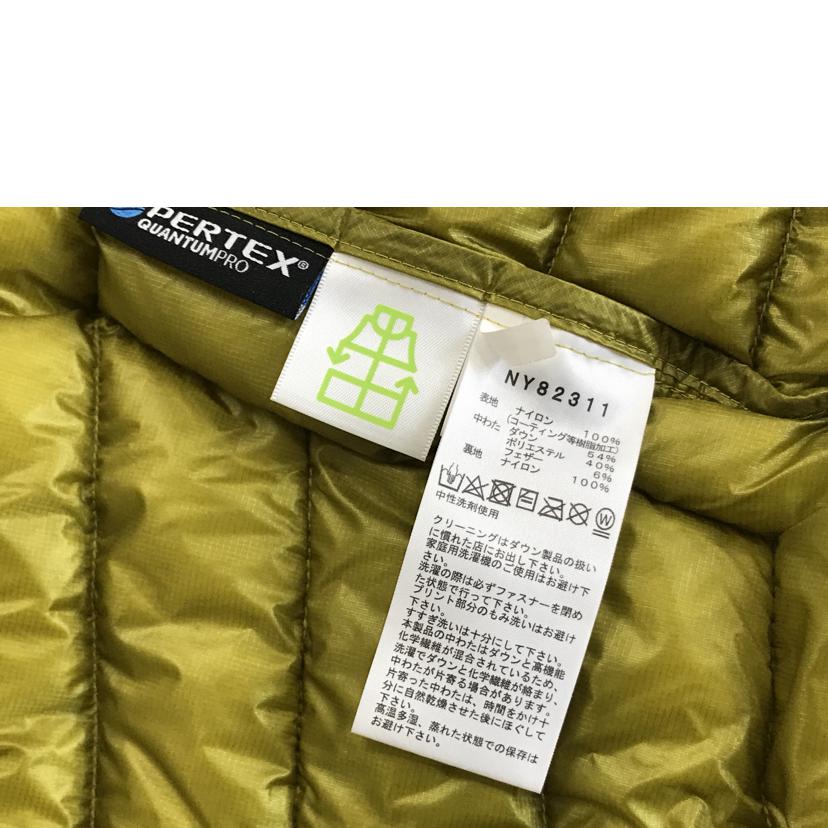 PERTEX®
QUANTUMPRO
NY82311
表地 ナイロン 100%
(コーティング等樹脂加工)
中わた ダウン 54%
ポリエステル 40%
フェザー 6%
裏地 ナイロン 100%
中性洗剤使用
W
クリーニングはダウン製品の扱い
に慣れた店にお出し下さい。
家庭用洗濯機のご使用はお避け下
さい。
洗濯の際は必ずファスナーを閉め
た状態で行って下さい。
プリント部分のもみ洗いはお避け
下さい。
すすぎ洗いは十分にして下さい。
本製品の中わたはダウンと高機能
化学繊維が混合されているため、
洗濯でダウンと化学繊維が絡まり、
中わたが片寄る場合があります。
片寄った中わたは、時間をかけ十
分に自然乾燥させた後にほぐして
下さい。
高温多湿、蒸れた状態での保存は
お避け下さい。